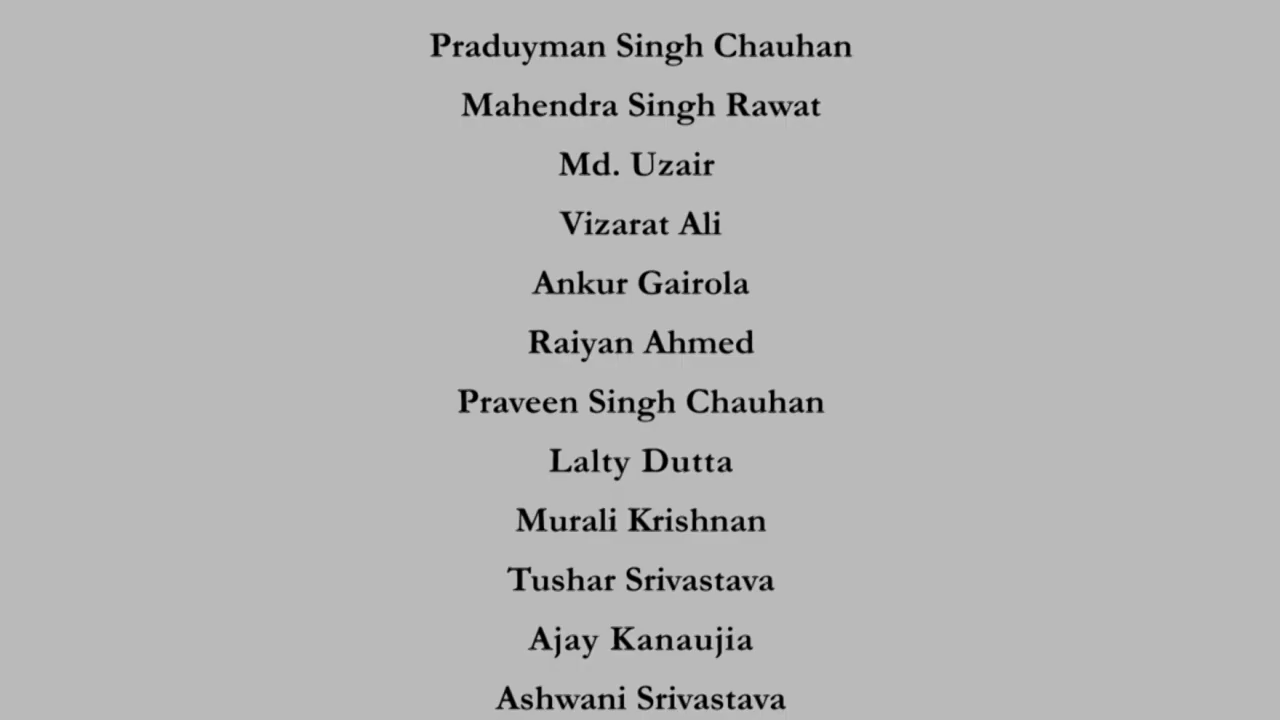 Praduyman Singh Chauhan
Mahendra Singh Rawat
Md. Uzair
Vizarat Ali
Ankur Gairola
Raiyan Ahmed
Praveen Singh Chauhan
Lalty Dutta
Murali Krishnan
Tushar Srivastava
Ajay Kanaujia
Ashwani Srivastava